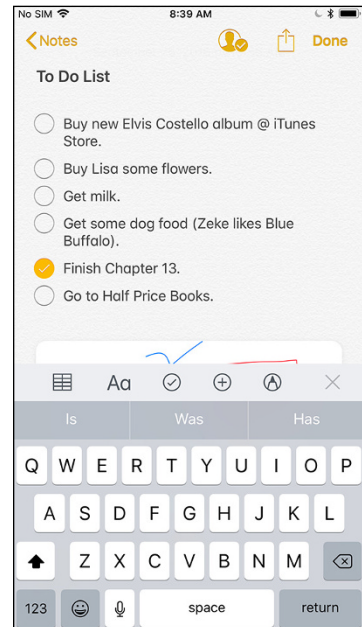 No SIM 8:39 AM
Notes Done
To Do List
Buy new Elvis Costello album @ iTunes
Store.
Buy Lisa some flowers.
Get milk.
Get some dog food (Zeke likes Blue
Buffalo).
Finish Chapter 13.
Go to Half Price Books.
Aa
Is Was Has
Q W E R T Y U I O P
A S D F G H J K L
Z X C V B N M
123 space return